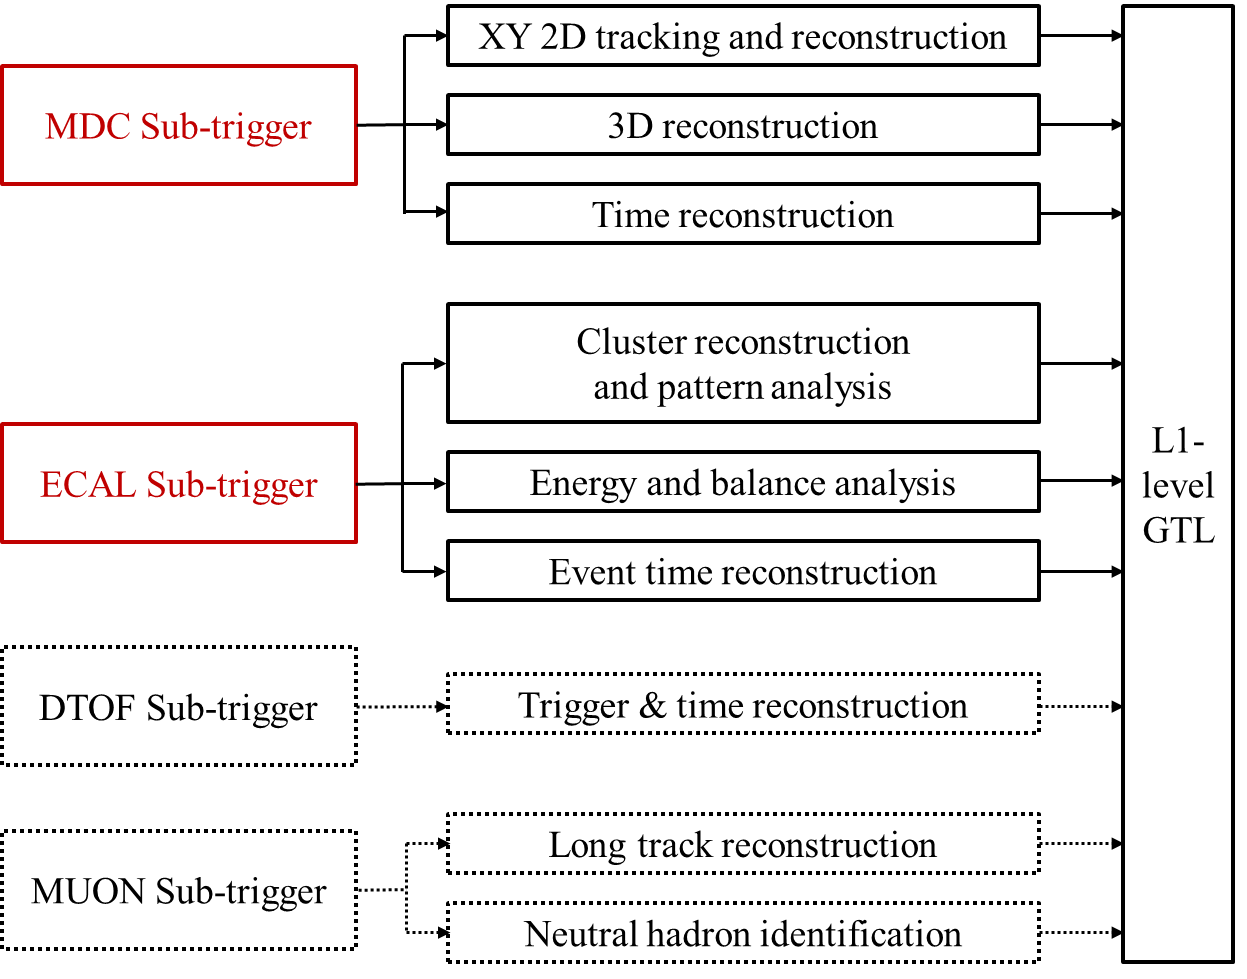 MDC Sub-trigger
XY 2D tracking and reconstruction
3D reconstruction
Time reconstruction
ECAL Sub-trigger
Cluster reconstruction
and pattern analysis
Energy and balance analysis
Event time reconstruction
DTOF Sub-trigger
Trigger & time reconstruction
MUON Sub-trigger
Long track reconstruction
Neutral hadron identification
L1-
level
GTL